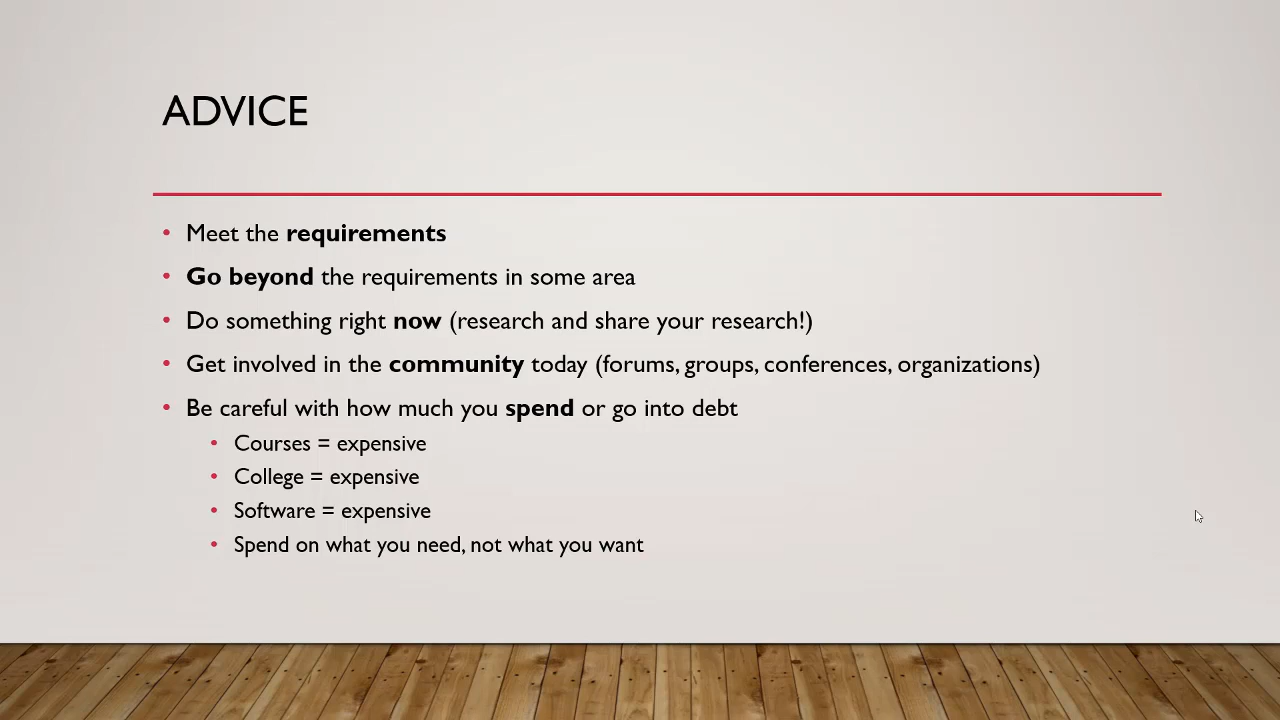 ADVICE
• Meet the requirements
• Go beyond the requirements in some area
• Do something right now (research and share your research!)
• Get involved in the community today (forums, groups, conferences, organizations)
• Be careful with how much you spend or go into debt
• Courses = expensive
• College = expensive
• Software = expensive
• Spend on what you need, not what you want